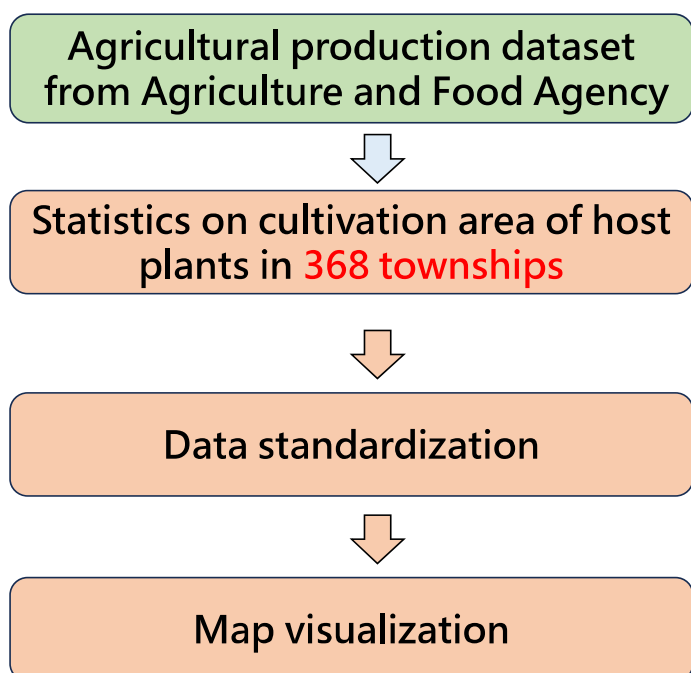 Agricultural production dataset
from Agriculture and Food Agency
Statistics on cultivation area of host
plants in 368 townships
Data standardization
Map visualization